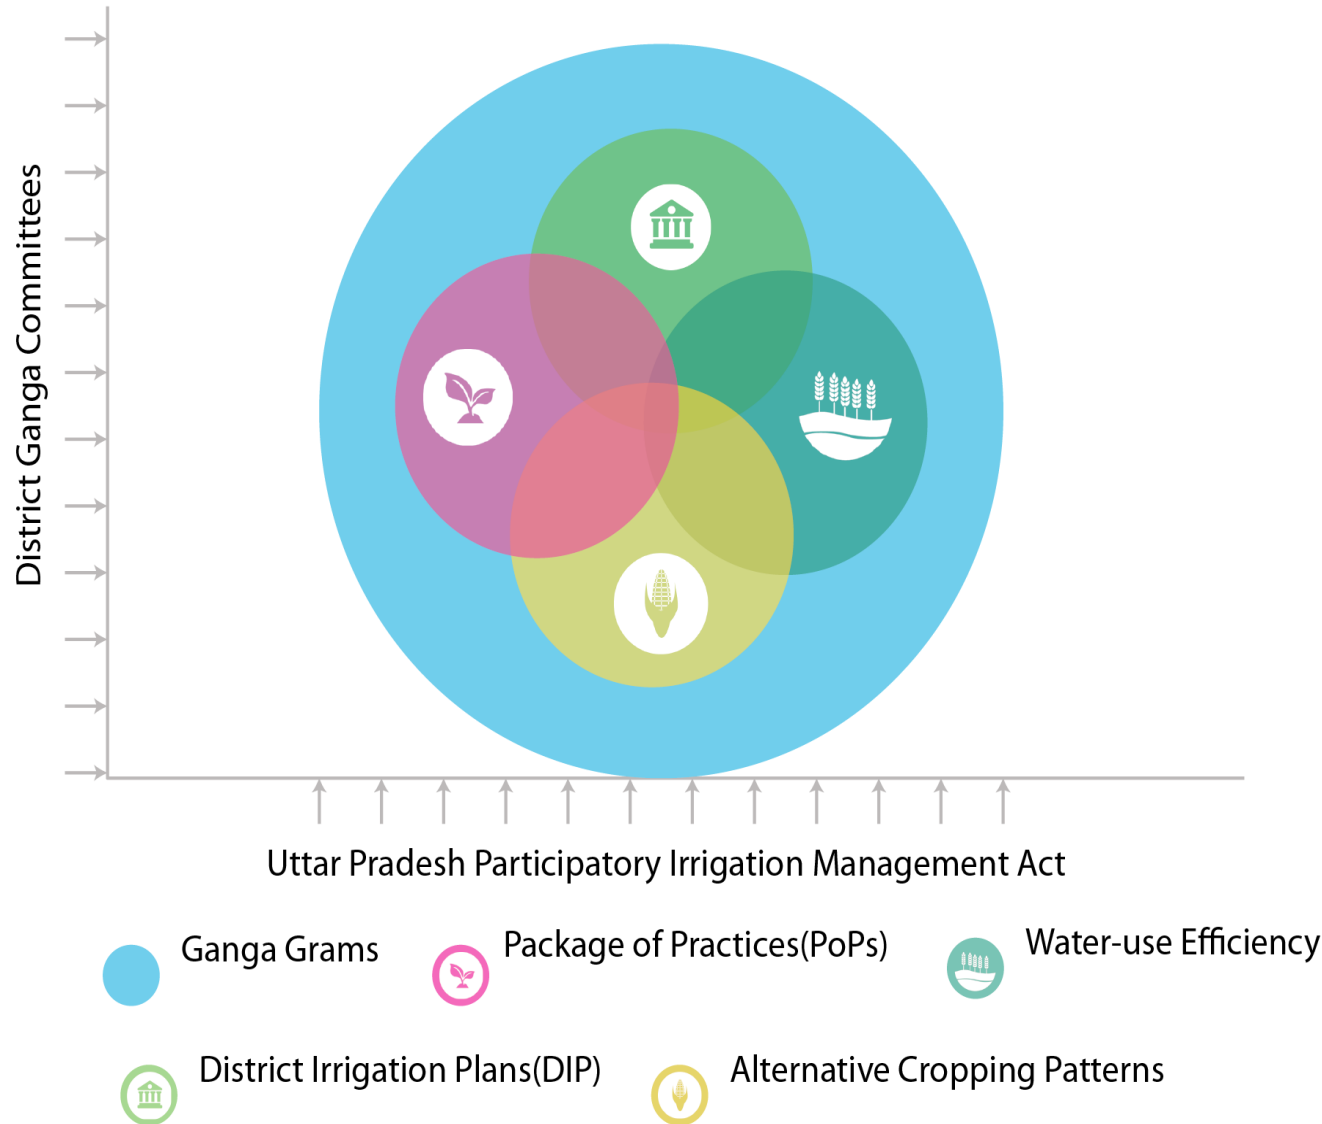 District Ganga Committees
Uttar Pradesh Participatory Irrigation Management Act
Ganga Grams
Package of Practices(PoPs)
Water-use Efficiency
District Irrigation Plans(DIP)
Alternative Cropping Patterns